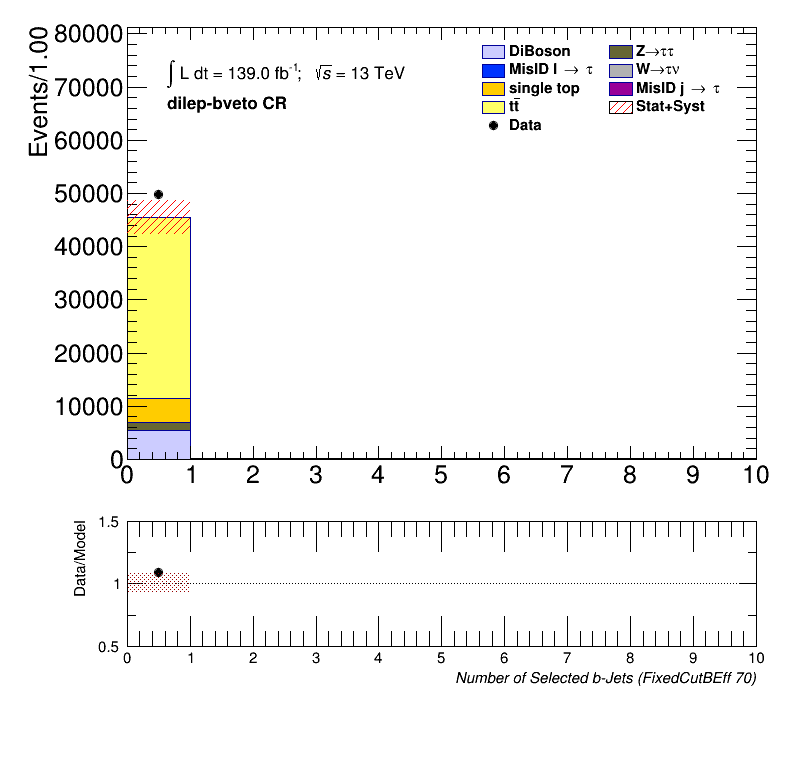 Events/1.00
80000
70000
60000
50000
40000
30000
20000
10000
0
∫ L dt = 139.0 fb⁻¹; √s = 13 TeV
dilep-bveto CR
DiBoson
MisID l → τ
single top
tt̄
Data
Z→ττ
W→τν
MisID j → τ
Stat+Syst
0 1 2 3 4 5 6 7 8 9 10
Data/Model
1.5
1
0.5
0 1 2 3 4 5 6 7 8 9 10
Number of Selected b-Jets (FixedCutBEff 70)